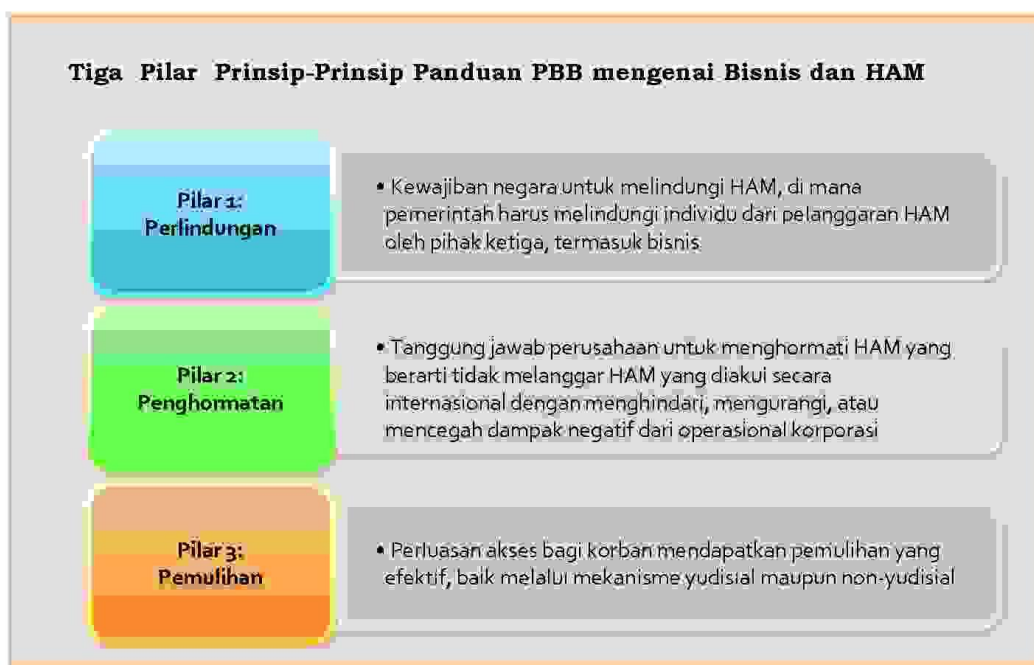 Tiga Pilar Prinsip-Prinsip Panduan PBB mengenai Bisnis dan HAM
Pilar 1:
Perlindungan
• Kewajiban negara untuk melindungi HAM, di mana
pemerintah harus melindungi individu dari pelanggaran HAM
oleh pihak ketiga, termasuk bisnis
Pilar 2:
Penghormatan
• Tanggung jawab perusahaan untuk menghormati HAM yang
berarti tidak melanggar HAM yang diakui secara
internasional dengan menghindari, mengurangi, atau
mencegah dampak negatif dari operasional korporasi
Pilar 3:
Pemulihan
• Perluasan akses bagi korban mendapatkan pemulihan yang
efektif, baik melalui mekanisme yudisial maupun non-yudisial